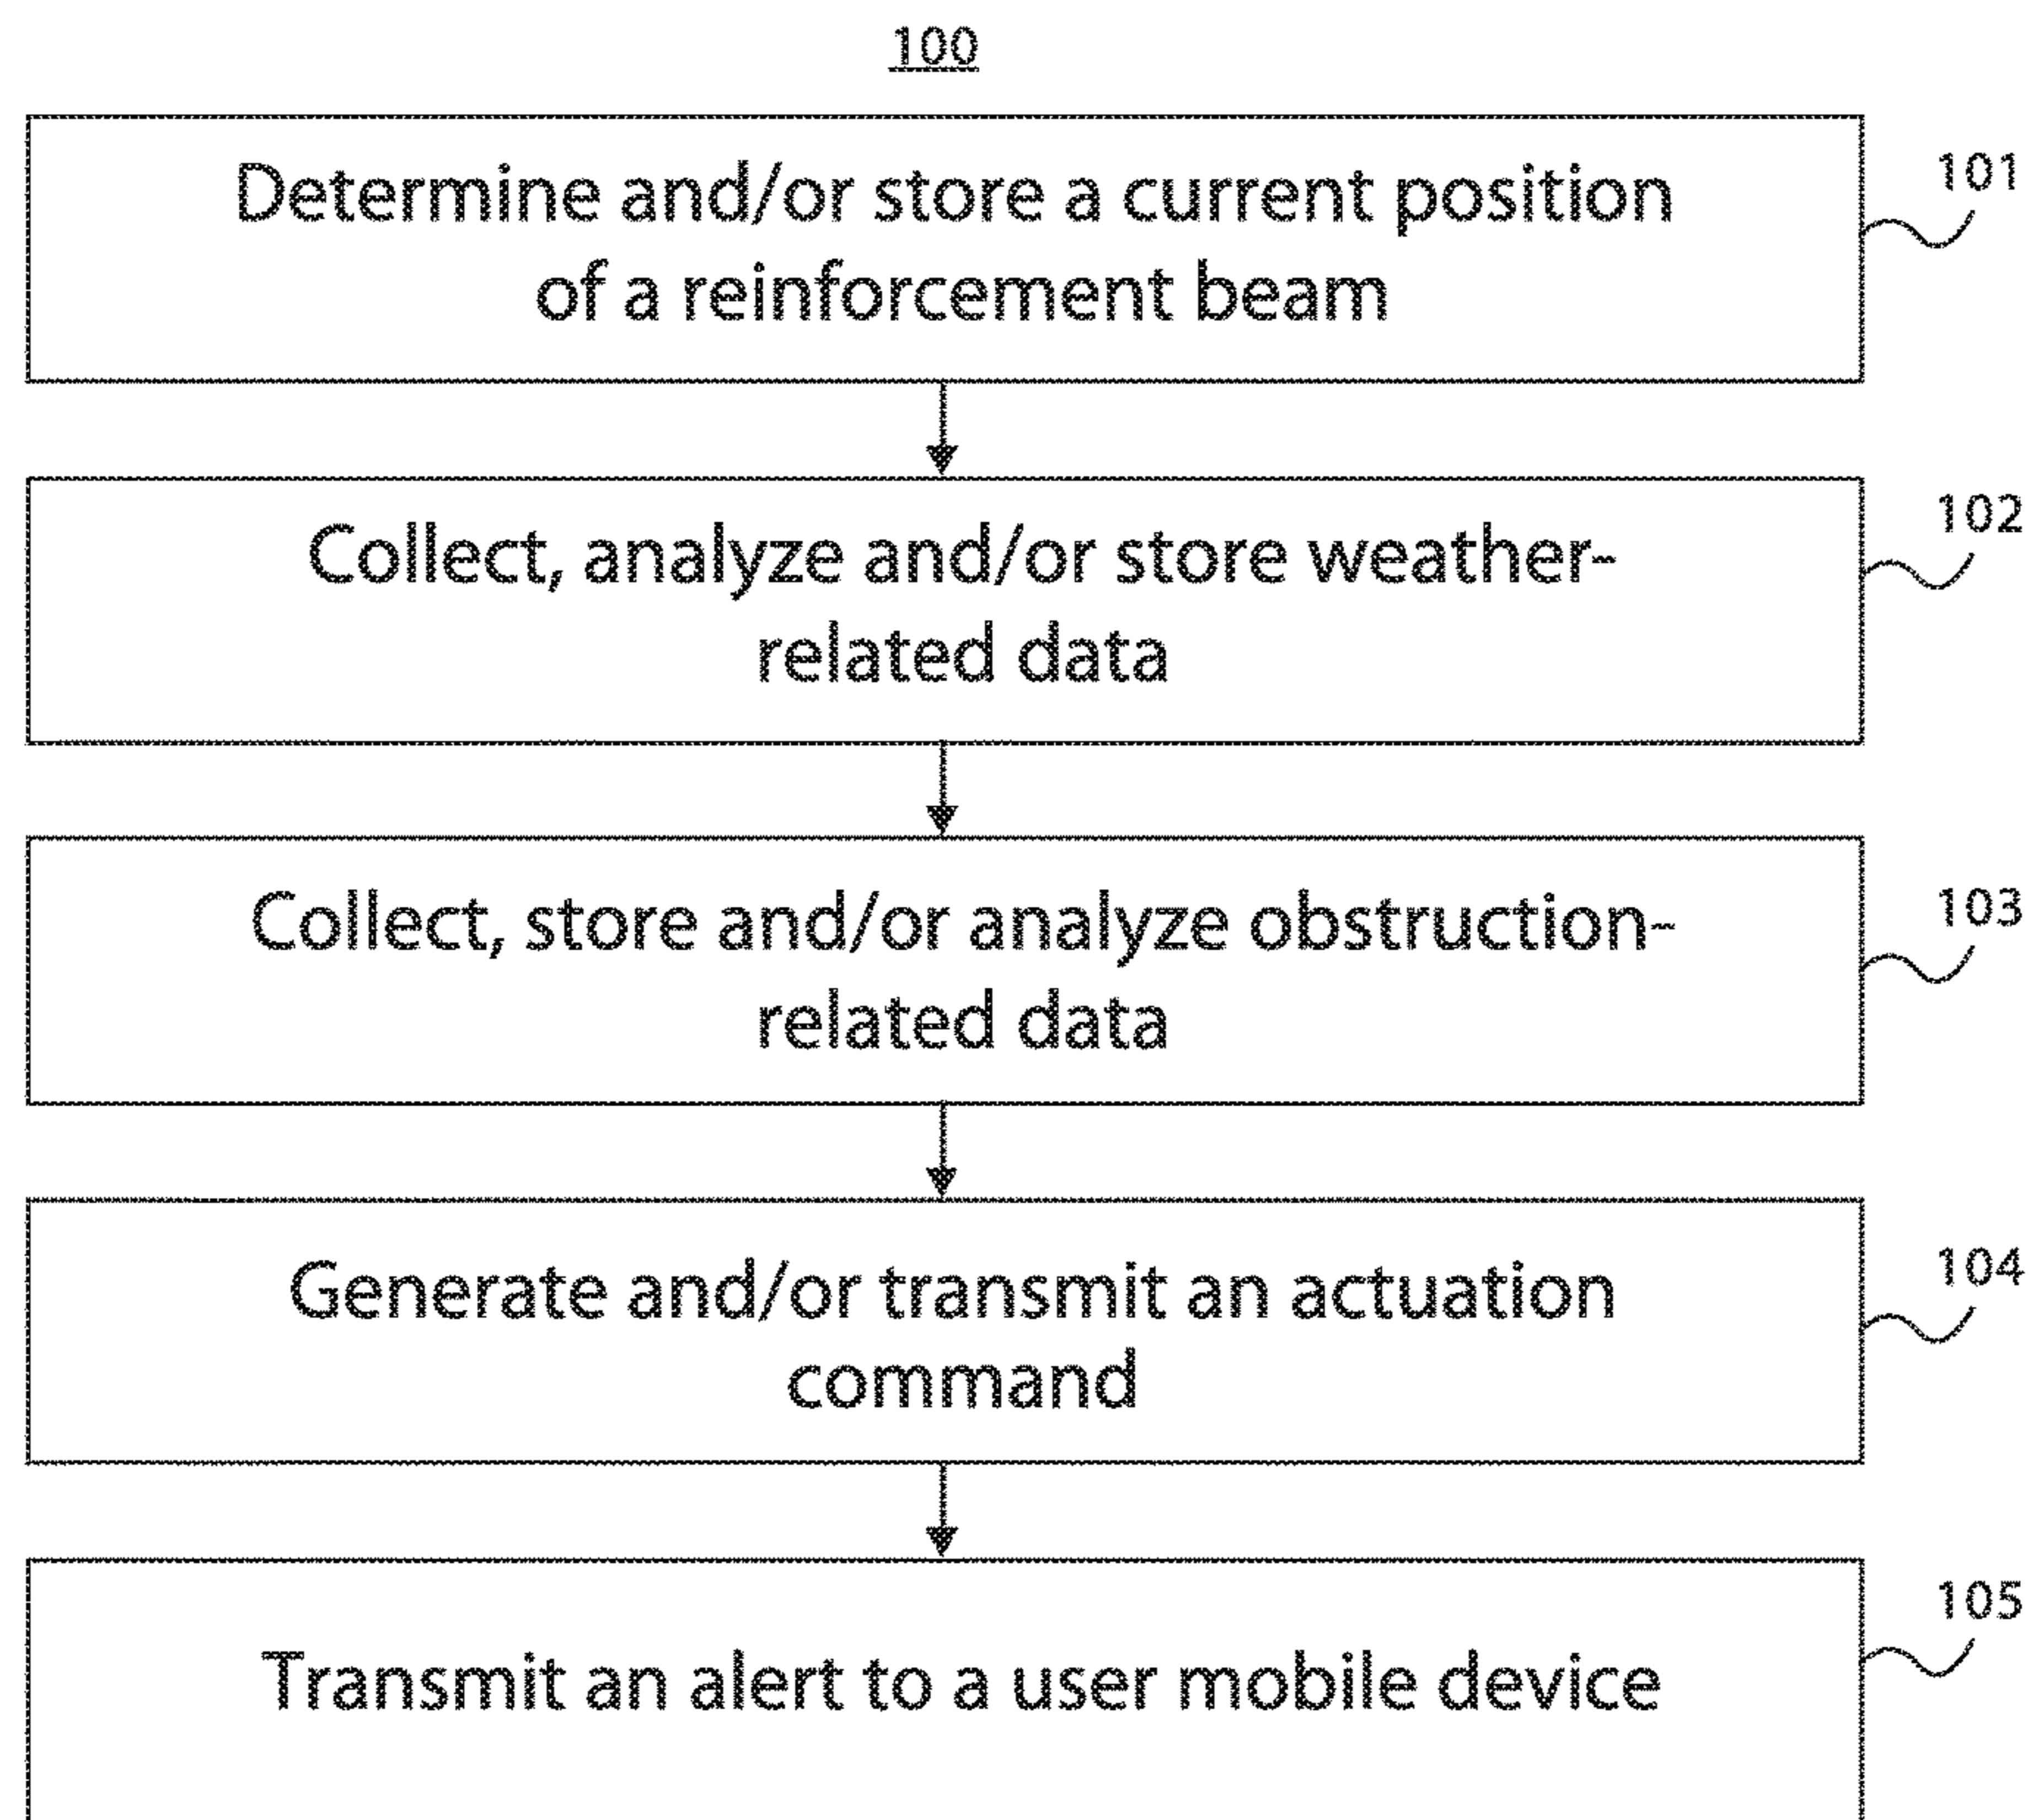 100
Determine and/or store a current position
of a reinforcement beam
101
Collect, analyze and/or store weather-
related data
102
Collect, store and/or analyze obstruction-
related data
103
Generate and/or transmit an actuation
command
104
Transmit an alert to a user mobile device
105